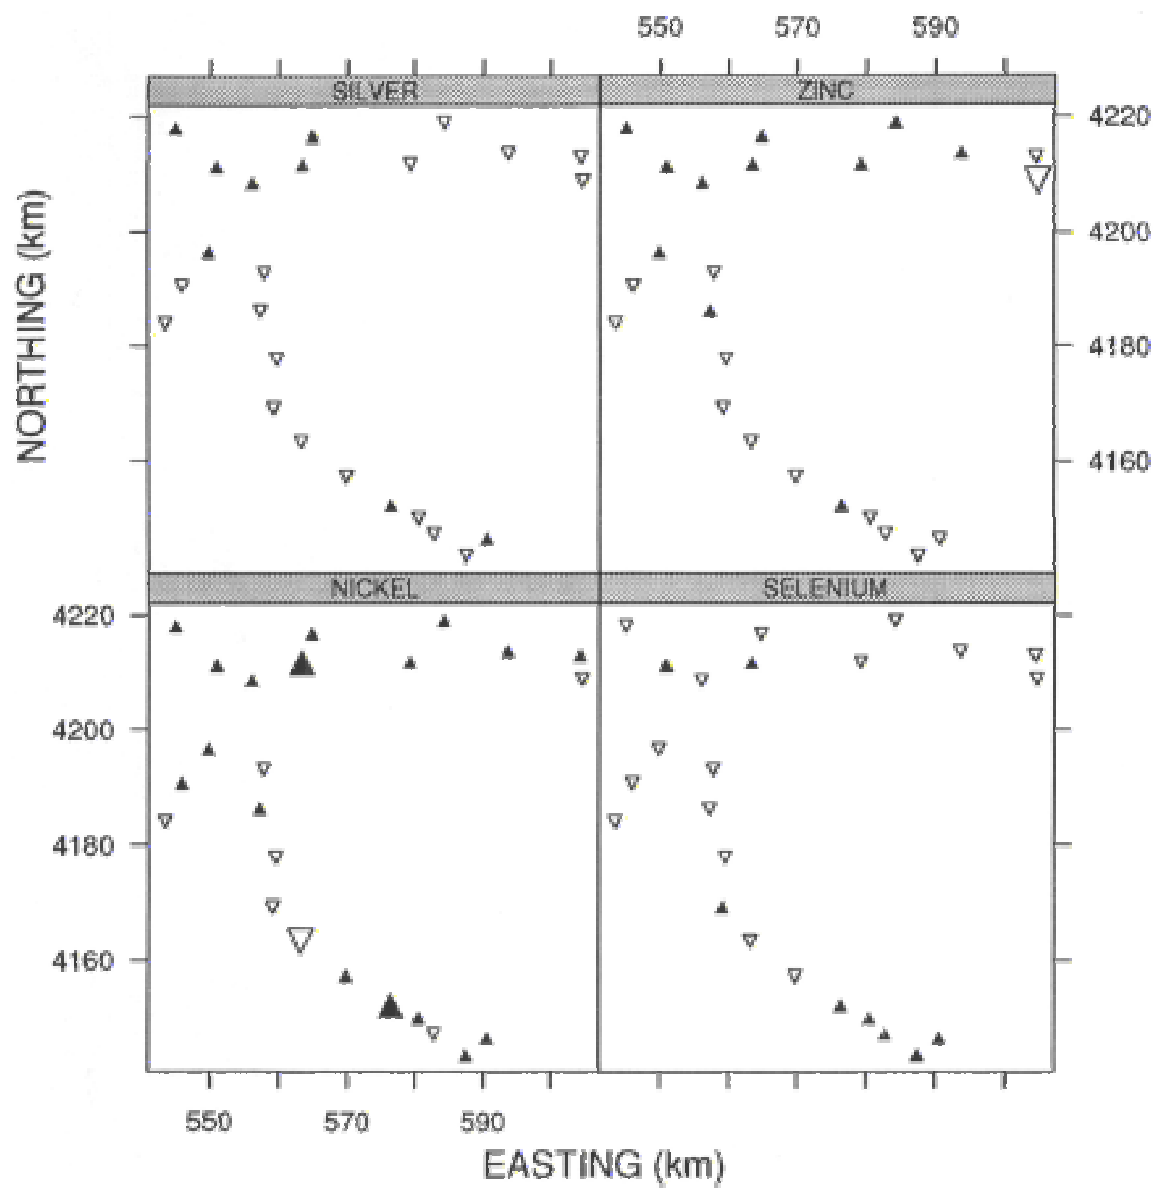 550 570 590
SILVER ZINC
4220
4200
4180
4160
NORTHING (km)
NICKEL SELENIUM
4220
4200
4180
4160
550 570 590
EASTING (km)